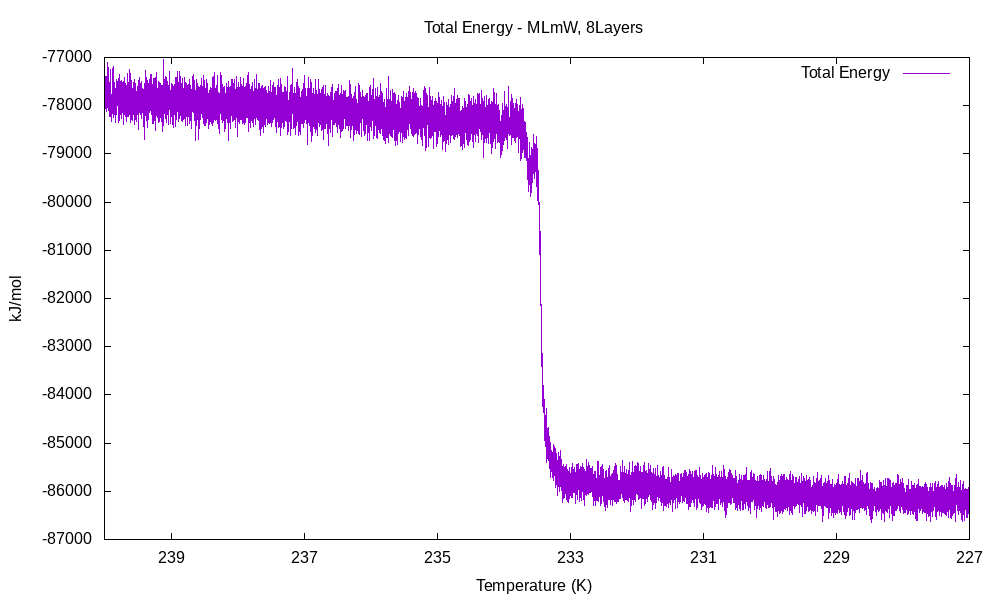 Total Energy - MLmW, 8Layers
Total Energy
-77000
-78000
-79000
-80000
-81000
-82000
-83000
-84000
-85000
-86000
-87000
kJ/mol
239 237 235 233 231 229 227
Temperature (K)